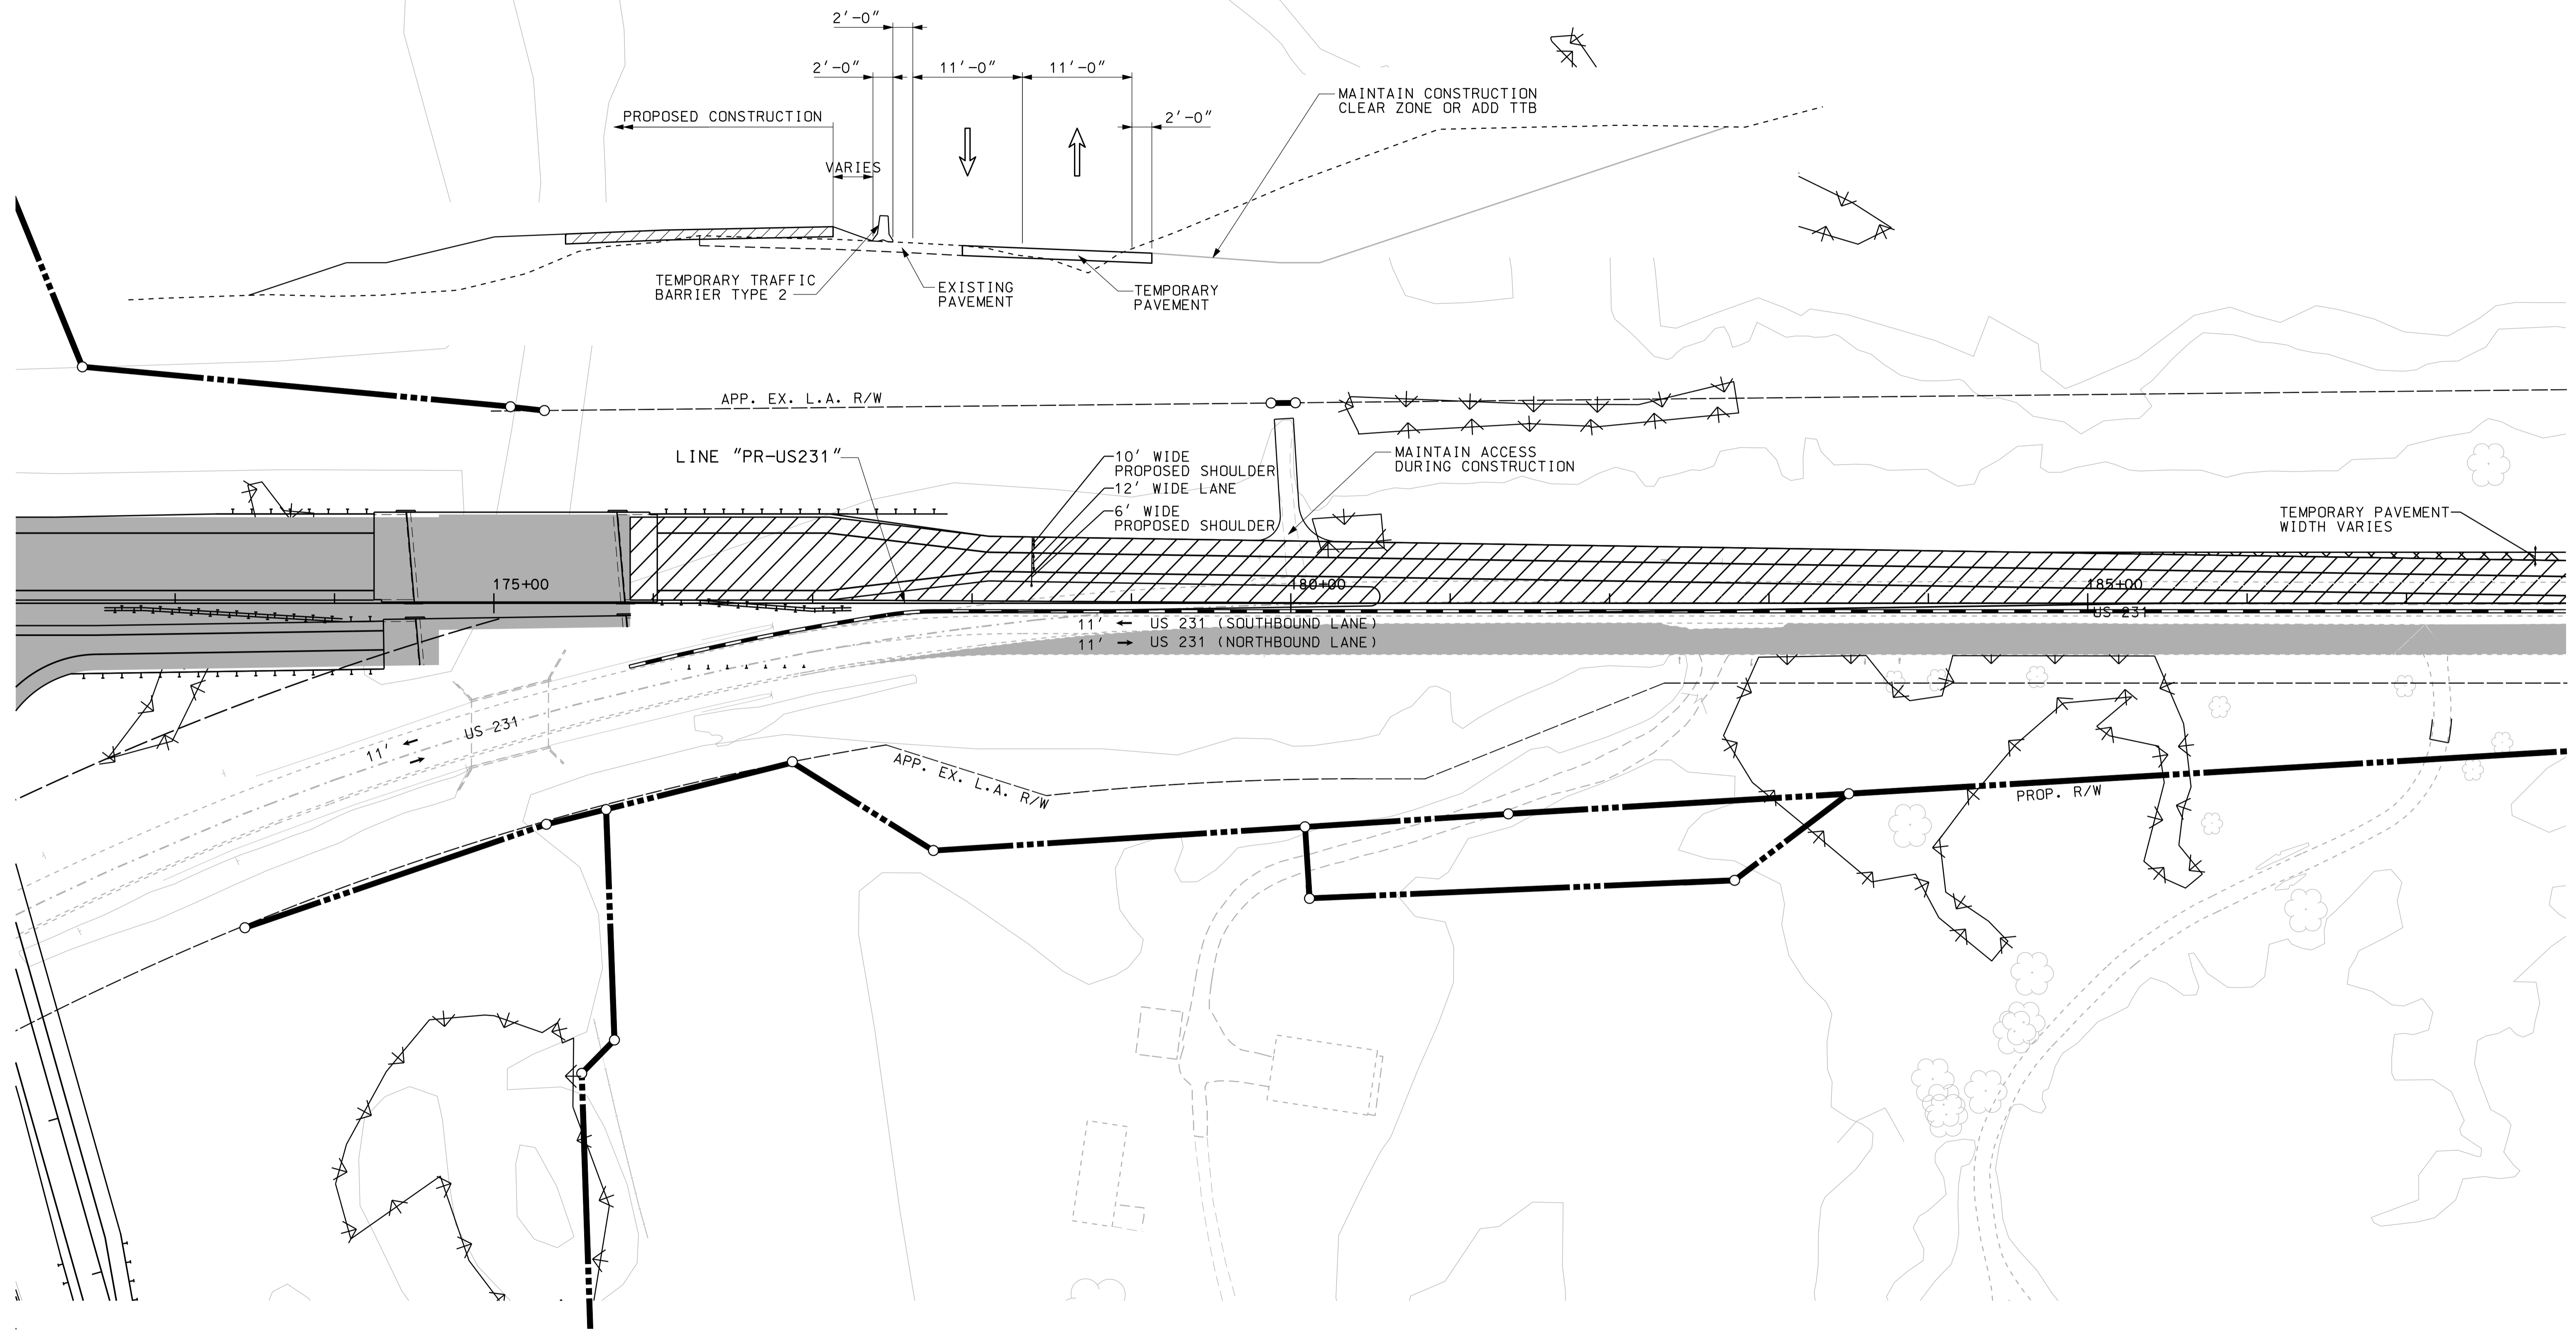 2'-0"
2'-0"
11'-0"
11'-0"
MAINTAIN CONSTRUCTION
CLEAR ZONE OR ADD TTB
PROPOSED CONSTRUCTION
2'-0"
VARIES
TEMPORARY TRAFFIC
BARRIER TYPE 2
EXISTING
PAVEMENT
TEMPORARY
PAVEMENT
APP. EX. L.A. R/W
LINE "PR-US231"
10' WIDE
PROPOSED SHOULDER
12' WIDE LANE
6' WIDE
PROPOSED SHOULDER
MAINTAIN ACCESS
DURING CONSTRUCTION
TEMPORARY PAVEMENT
WIDTH VARIES
175+00
180+00
185+00
US 231
11' US 231 (SOUTHBOUND LANE)
11' US 231 (NORTHBOUND LANE)
US 231
11'
APP. EX. L.A. R/W
PROP. R/W